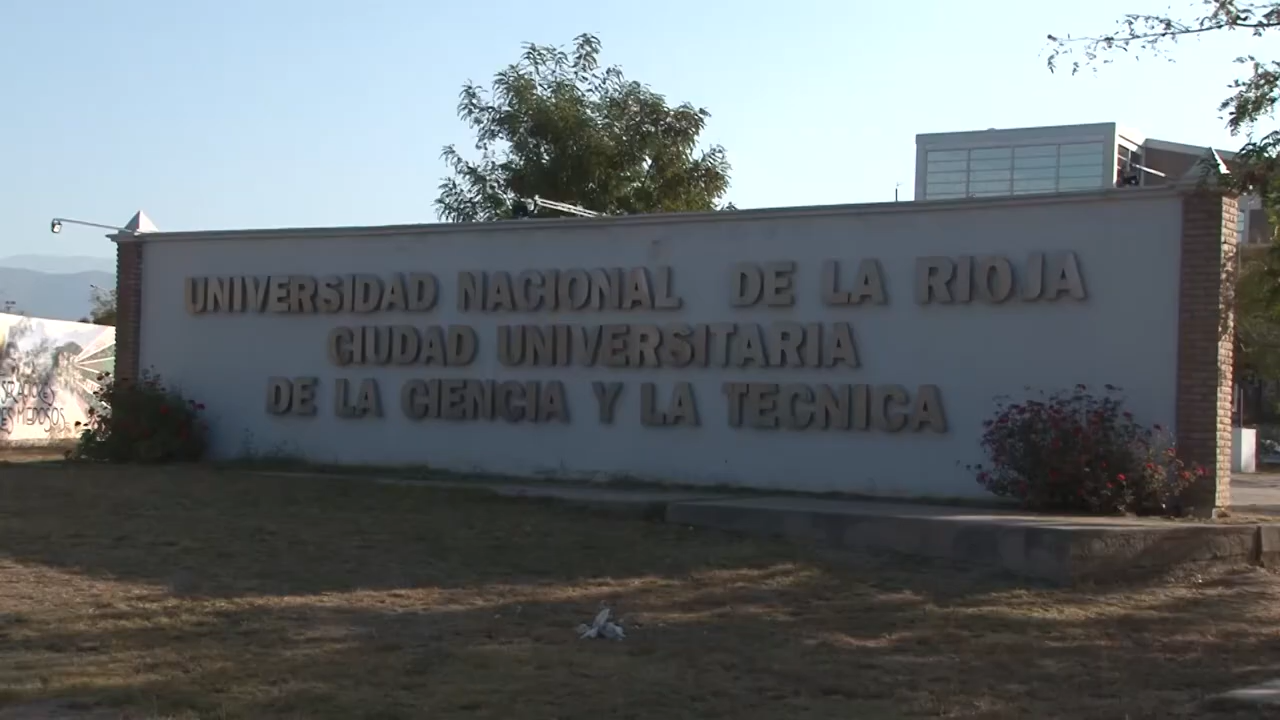 UNIVERSIDAD NACIONAL DE LA RIOJA
CIUDAD UNIVERSITARIA
DE LA CIENCIA Y LA TECNICA